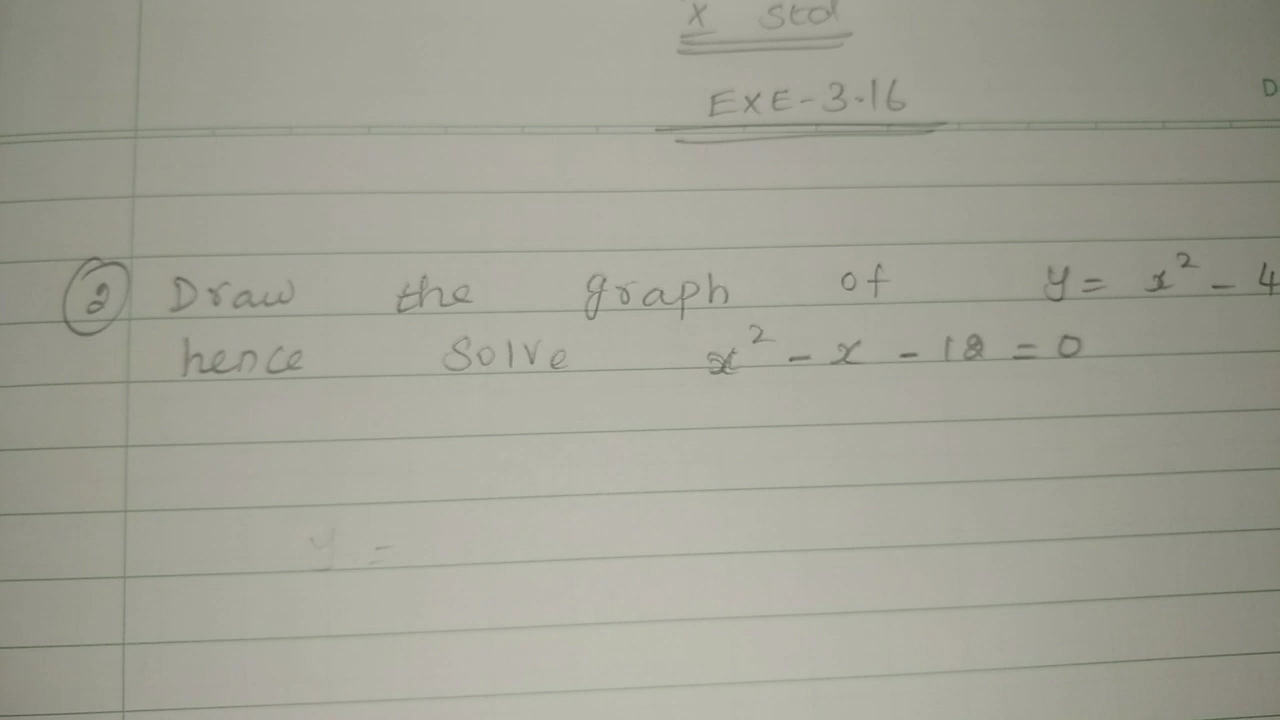 X Std
EXE-3.16
D
2 Draw the graph of y = x² - 4
hence Solve x² - x - 12 = 0
y =